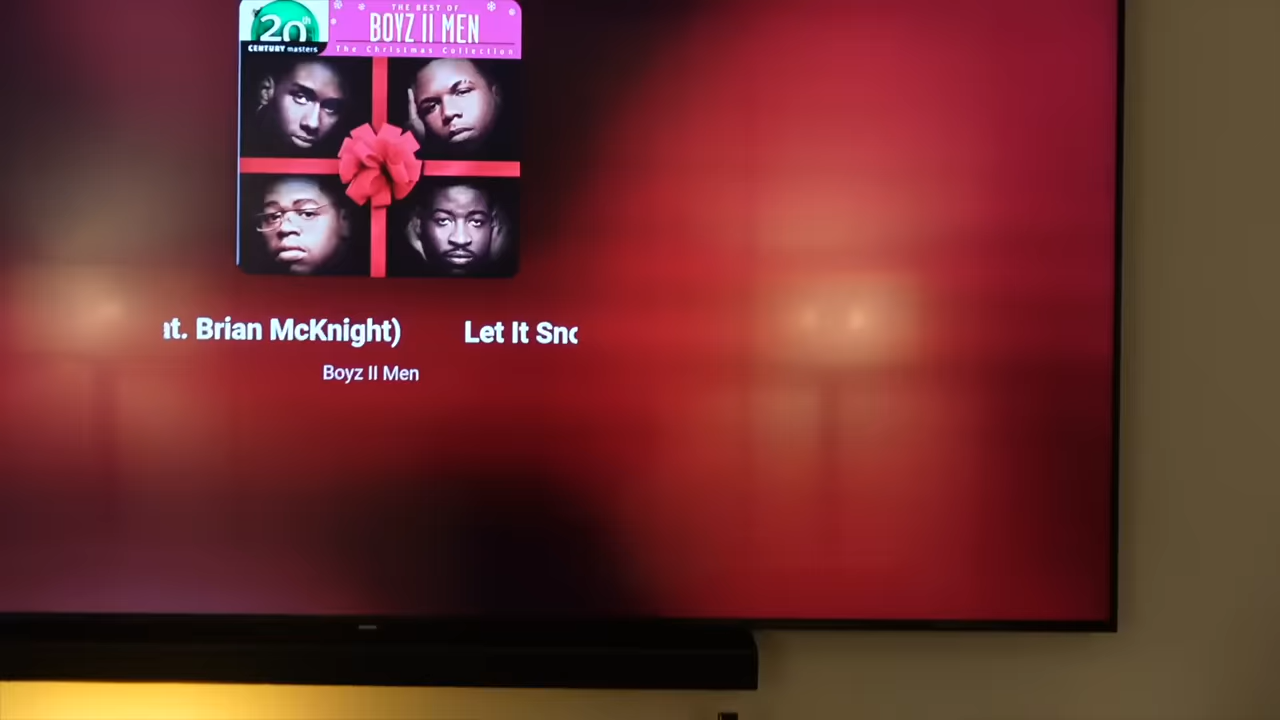 THE BEST OF
BOYZ II MEN
20th
CENTURY masters
The Christmas Collection
at. Brian McKnight) Let It Sno
Boyz II Men